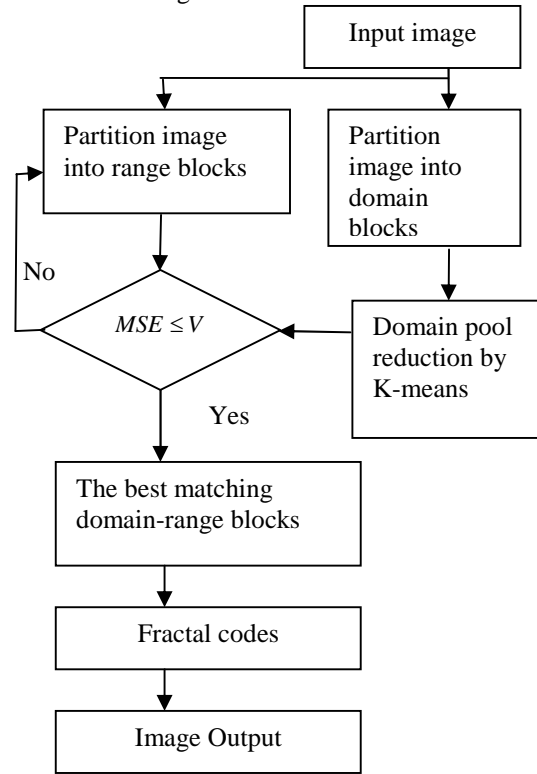 Input image
Partition image
into range blocks
Partition
image into
domain
blocks
No
MSE ≤ V
Domain pool
reduction by
K-means
Yes
The best matching
domain-range blocks
Fractal codes
Image Output